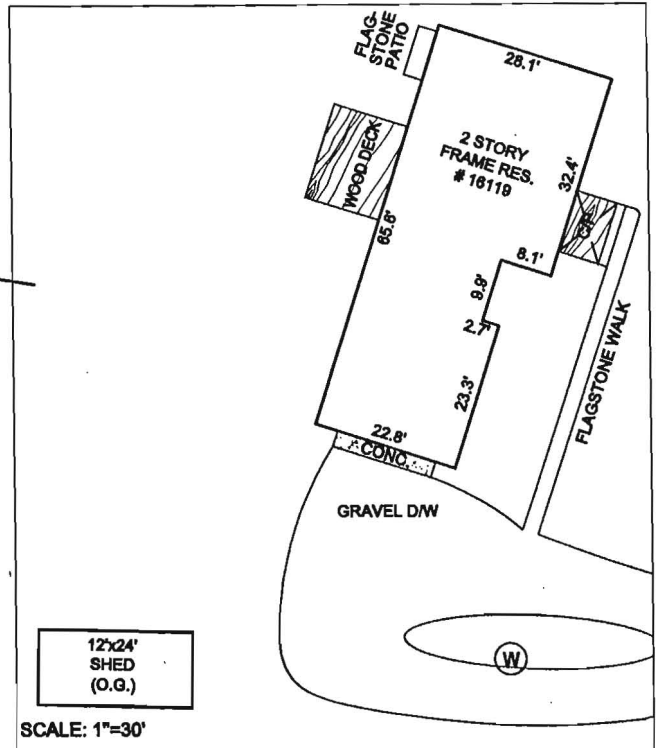 FLAG-
STONE
PATIO
28.1'
2 STORY
FRAME RES.
# 16119
WOOD DECK
32.4'
65.8'
C/P
8.1'
9.9'
2.7'
23.3'
FLAGSTONE WALK
22.8'
CONC.
GRAVEL D/W
12'x24'
SHED
(O.G.)
W
SCALE: 1"=30'